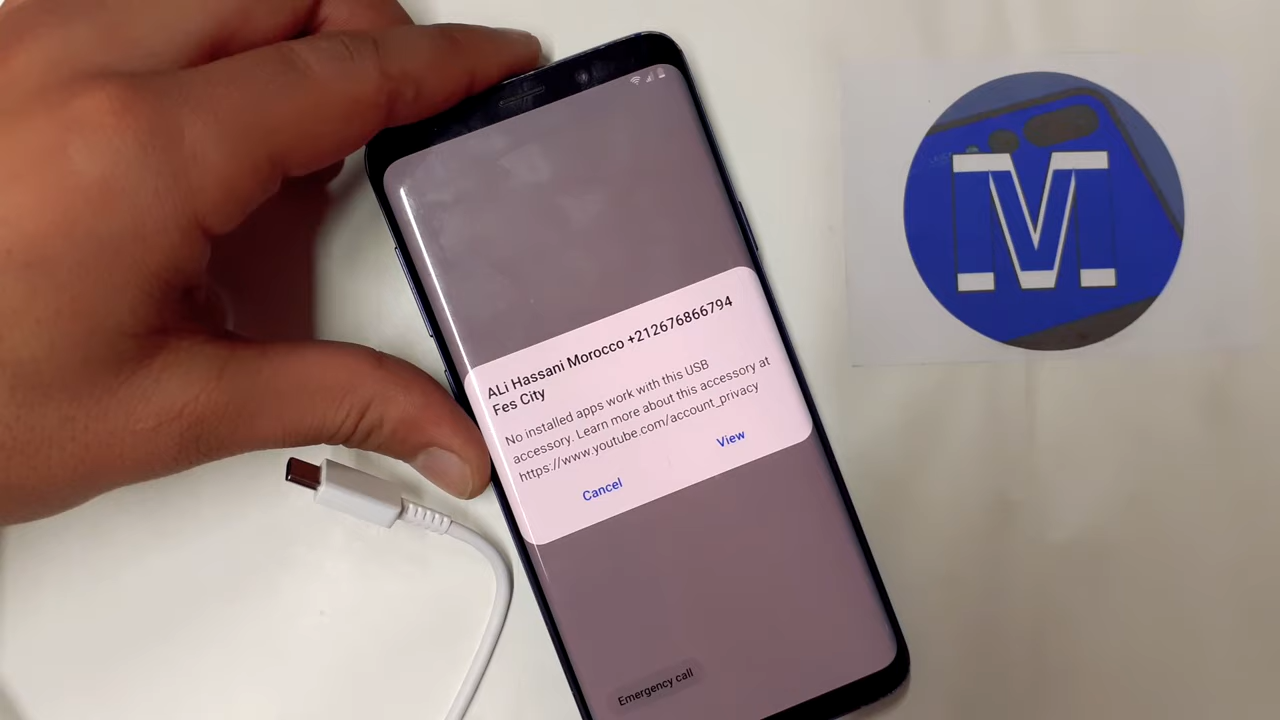 ALi Hassani Morocco +212676866794
Fes City
No installed apps work with this USB
accessory. Learn more about this accessory at
https://www.youtube.com/account_privacy
Cancel
View
Emergency call
M